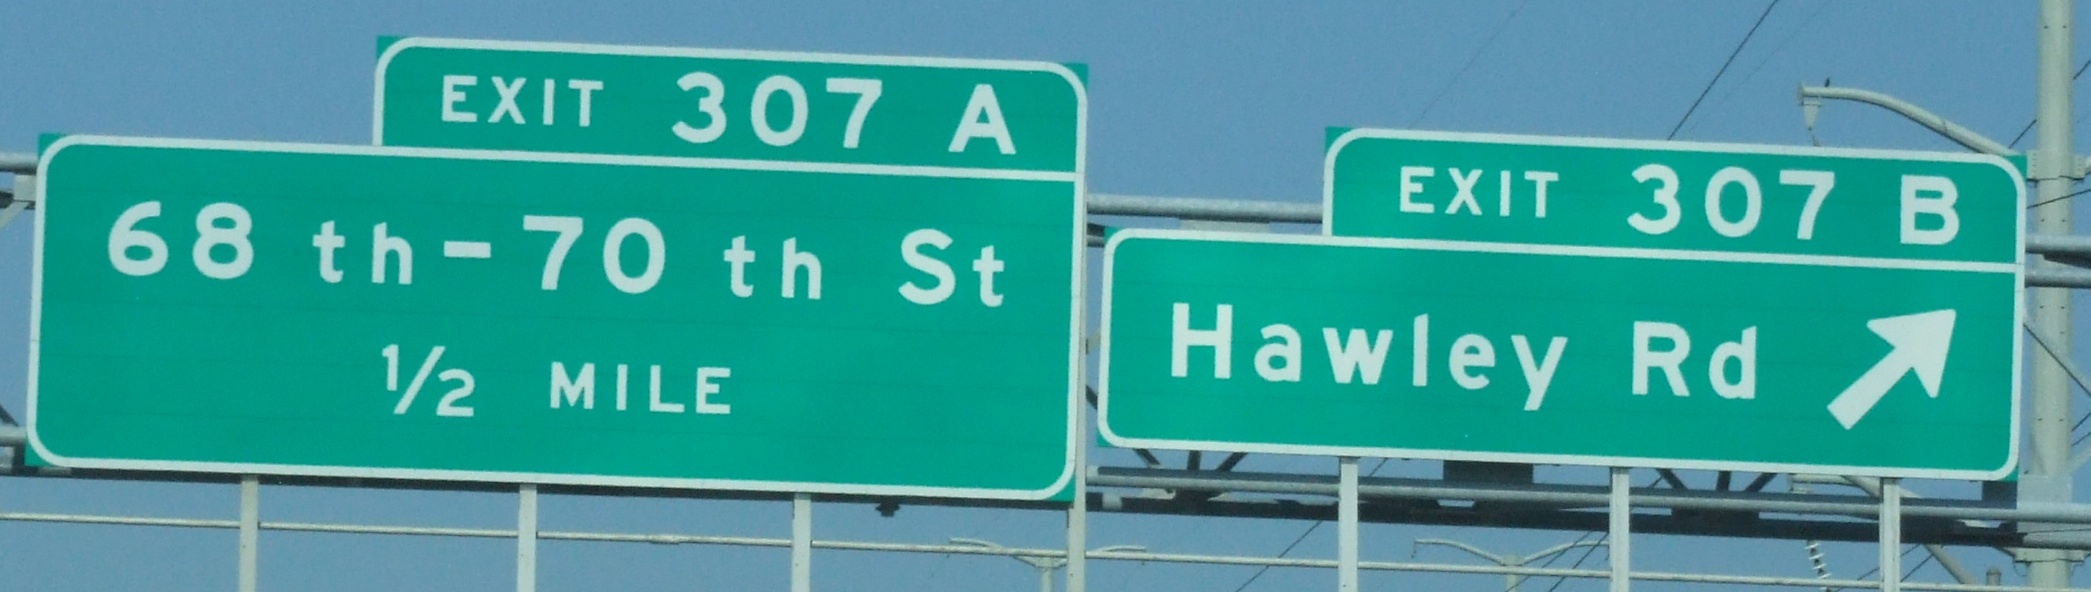 EXIT 307 A
68 th-70 th St
1/2 MILE
EXIT 307 B
Hawley Rd